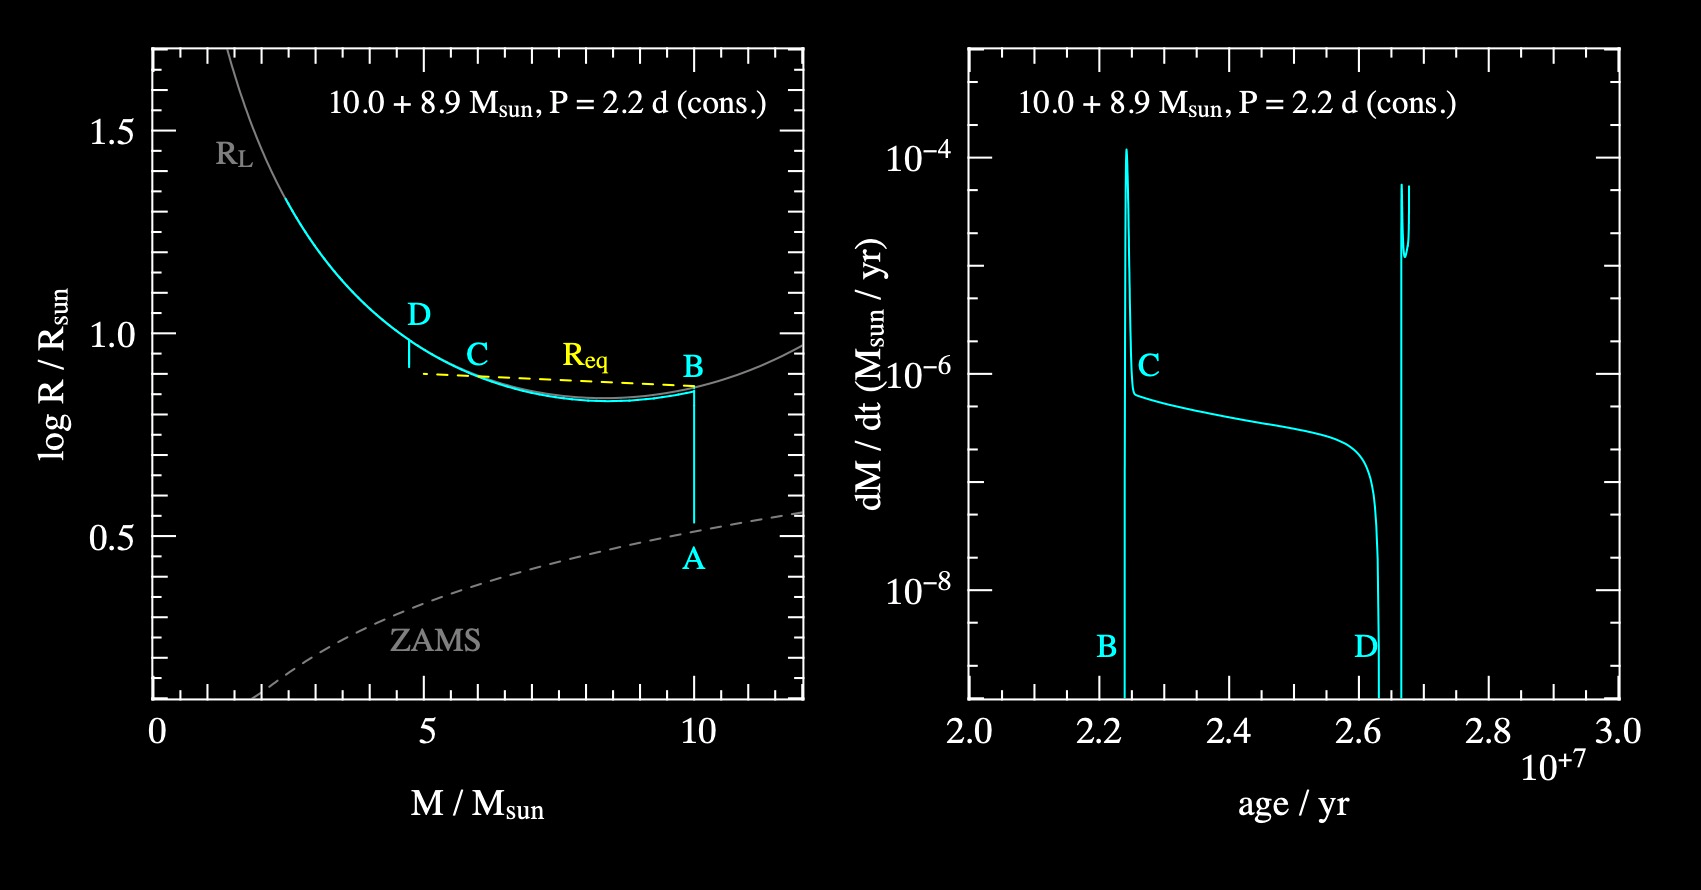 10.0 + 8.9 Msun, P = 2.2 d (cons.)
1.5
RL
D
C
Req
B
1.0
log R / Rsun
0.5
A
ZAMS
0
5
10
M / Msun
10.0 + 8.9 Msun, P = 2.2 d (cons.)
10−4
dM / dt (Msun / yr)
10−6
C
10−8
B
D
2.0
2.2
2.4
2.6
2.8
3.0
10+7
age / yr